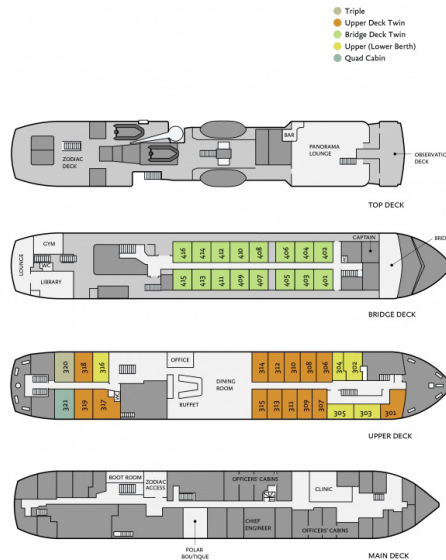 Triple
Upper Deck Twin
Bridge Deck Twin
Upper (Lower Berth)
Quad Cabin
BAR
PANORAMA
LOUNGE
ZODIAC
DECK
OBSERVATIO
DECK
TOP DECK
GYM
WC
LOUNGE
LIBRARY
416 414 412 410 408 406 404 402
415 413 411 409 407 405 403 401
CAPTAIN
BRID
BRIDGE DECK
320 318 316
OFFICE
314 312 310 308 306 304 302
DINING
ROOM
BUFFET
321 319 317
315 313 311 309 307 305 303 301
UPPER DECK
BOOT ROOM
ZODIAC
ACCESS
OFFICERS' CABINS
CLINIC
CHIEF
ENGINEER
OFFICERS' CABINS
POLAR
BOUTIQUE
MAIN DECK